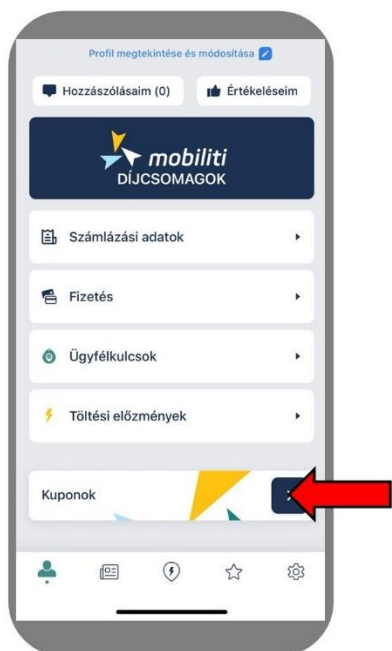 Profil megtekintése és módosítása
Hozzászólásaim (0)
Értékeléseim
mobiliti
DÍJCSOMAGOK
Számlázási adatok
Fizetés
Ügyfélkulcsok
Töltési előzmények
Kuponok